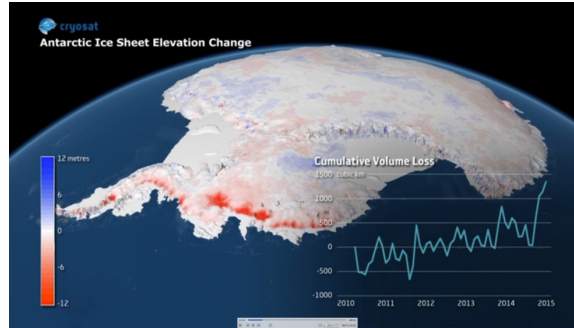 cryosat
Antarctic Ice Sheet Elevation Change
12 metres
6
0
-6
-12
Cumulative Volume Loss
1500 cubic km
1000
500
0
-500
-1000
2010 2011 2012 2013 2014 2015